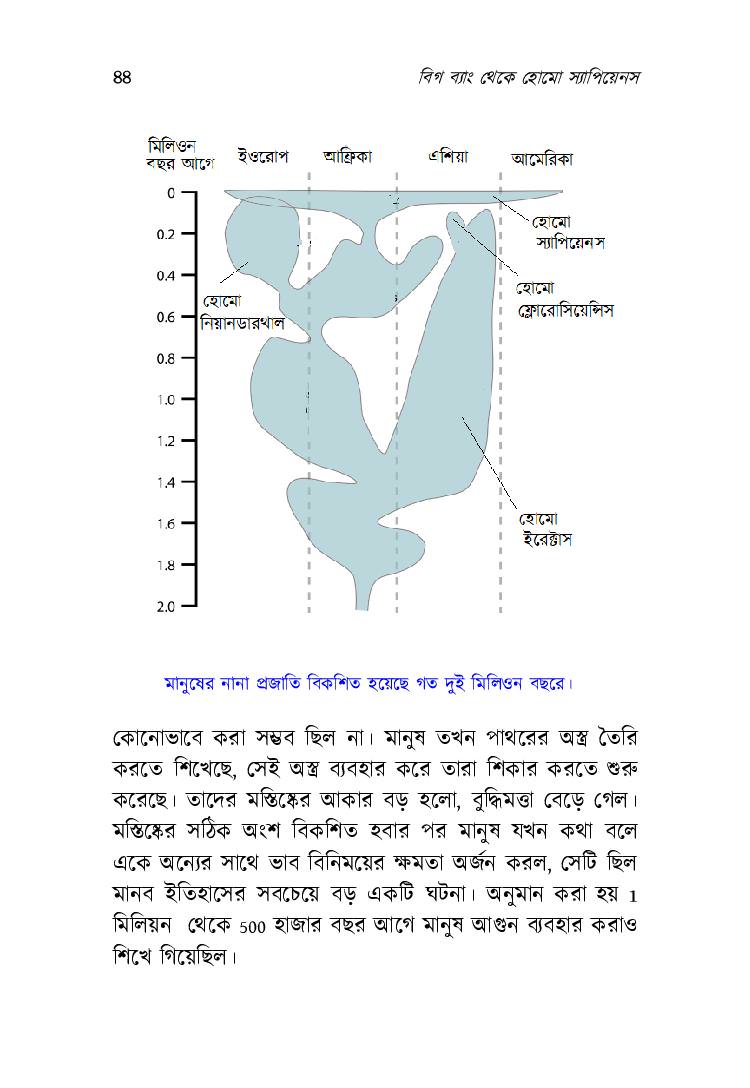 88 বিগ ব্যাং থেকে হোমো স্যাপিয়েনস
মিলিওন
বছর আগে
ইওরোপ আফ্রিকা এশিয়া আমেরিকা
0
0.2
0.4
0.6
0.8
1.0
1.2
1.4
1.6
1.8
2.0
হোমো
স্যাপিয়েনস
হোমো
ফ্লোরোসিয়েন্সিস
হোমো
নিয়ানডারথাল
হোমো
ইরেক্টাস
মানুষের নানা প্রজাতি বিকশিত হয়েছে গত দুই মিলিওন বছরে।
কোনোভাবে করা সম্ভব ছিল না। মানুষ তখন পাথরের অস্ত্র তৈরি
করতে শিখেছে, সেই অস্ত্র ব্যবহার করে তারা শিকার করতে শুরু
করেছে। তাদের মস্তিষ্কের আকার বড় হলো, বুদ্ধিমত্তা বেড়ে গেল।
মস্তিষ্কের সঠিক অংশ বিকশিত হবার পর মানুষ যখন কথা বলে
একে অন্যের সাথে ভাব বিনিময়ের ক্ষমতা অর্জন করল, সেটি ছিল
মানব ইতিহাসের সবচেয়ে বড় একটি ঘটনা। অনুমান করা হয় 1
মিলিয়ন থেকে 500 হাজার বছর আগে মানুষ আগুন ব্যবহার করাও
শিখে গিয়েছিল।